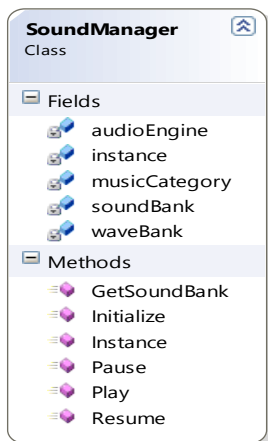 SoundManager
Class
Fields
audioEngine
instance
musicCategory
soundBank
waveBank
Methods
GetSoundBank
Initialize
Instance
Pause
Play
Resume